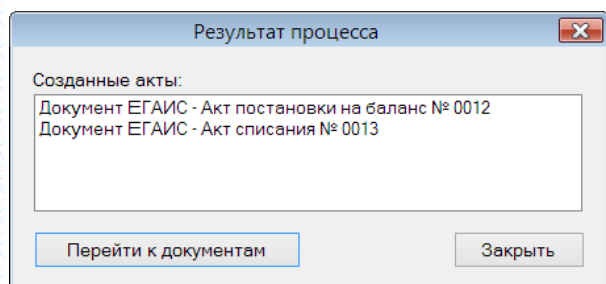 Результат процесса
Созданные акты:
Документ ЕГАИС - Акт постановки на баланс № 0012
Документ ЕГАИС - Акт списания № 0013
Перейти к документам
Закрыть